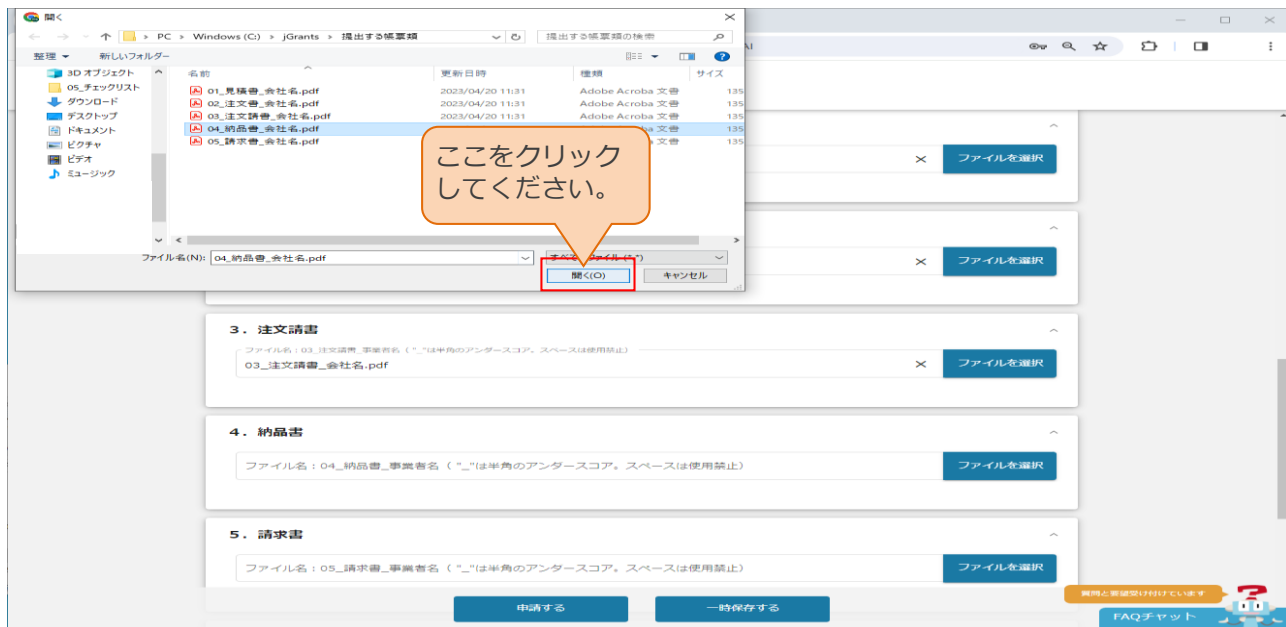 開く
PC > Windows (C:) > jGrants > 提出する帳票類
提出する帳票類の検索
整理 新しいフォルダー
3D オブジェクト
05_チェックリスト
ダウンロード
デスクトップ
ドキュメント
ピクチャ
ビデオ
ミュージック
名前 更新日時 種類 サイズ
01_見積書_会社名.pdf 2023/04/20 11:31 Adobe Acroba 文書 135
02_注文書_会社名.pdf 2023/04/20 11:31 Adobe Acroba 文書 135
03_注文請書_会社名.pdf 2023/04/20 11:31 Adobe Acroba 文書 135
04_納品書_会社名.pdf 文書 135
05_請求書_会社名.pdf 文書 135
ここをクリック
してください。
ファイル名(N): 04_納品書_会社名.pdf
開く(O) キャンセル
ファイルを選択
ファイルを選択
3. 注文請書
ファイル名:03_注文請書_事業者名( "_"は半角のアンダースコア。スペースは使用禁止)
03_注文請書_会社名.pdf
ファイルを選択
4. 納品書
ファイル名:04_納品書_事業者名( "_"は半角のアンダースコア。スペースは使用禁止)
ファイルを選択
5. 請求書
ファイル名:05_請求書_事業者名( "_"は半角のアンダースコア。スペースは使用禁止)
ファイルを選択
申請する 一時保存する
質問と要望受け付けています
FAQチャット